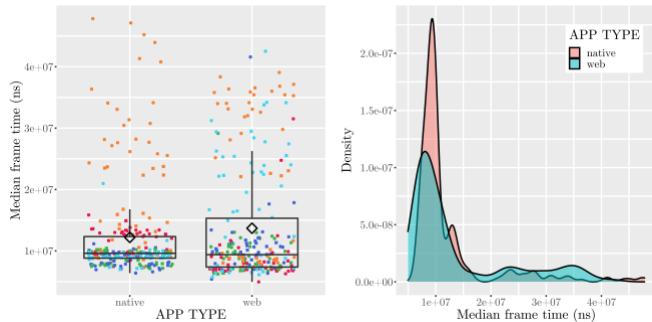 Median frame time (ns)
4e+07
3e+07
2e+07
1e+07
native
web
APP TYPE
Density
2.0e-07
1.5e-07
1.0e-07
5.0e-08
0.0e+00
APP TYPE
native
web
1e+07
2e+07
3e+07
4e+07
Median frame time (ns)